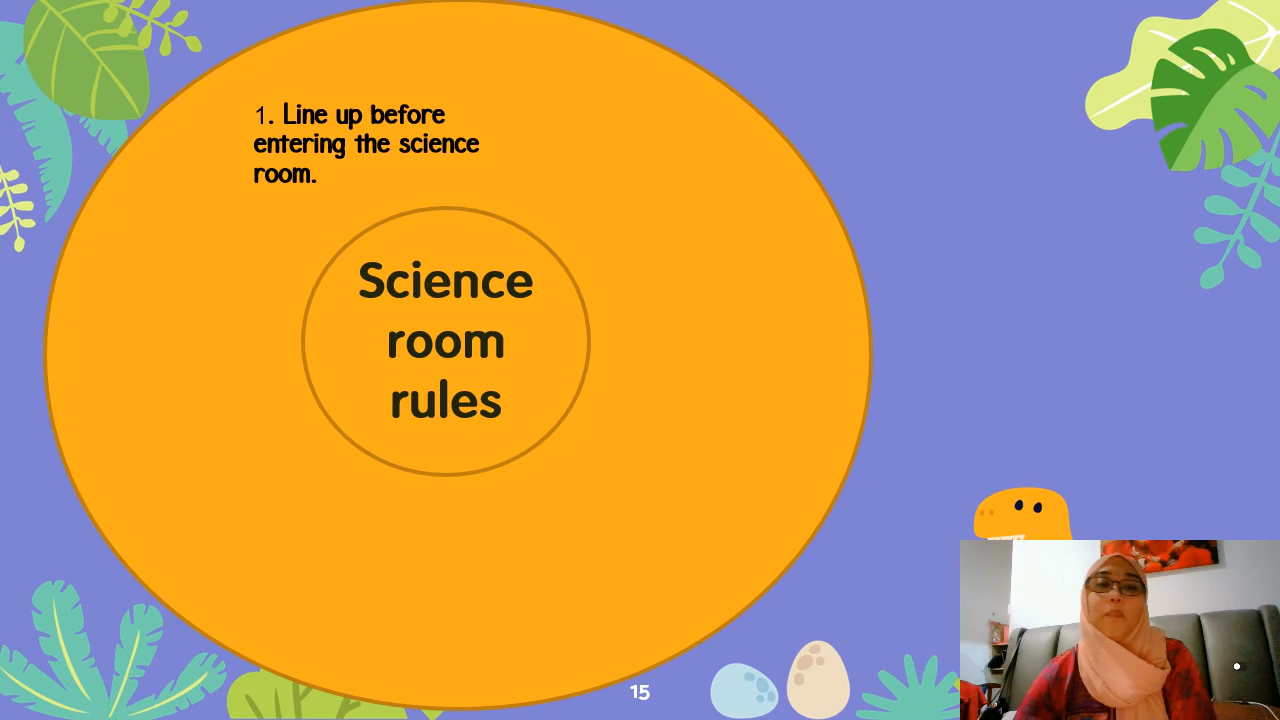 1. Line up before
entering the science
room.
Science
room
rules
15